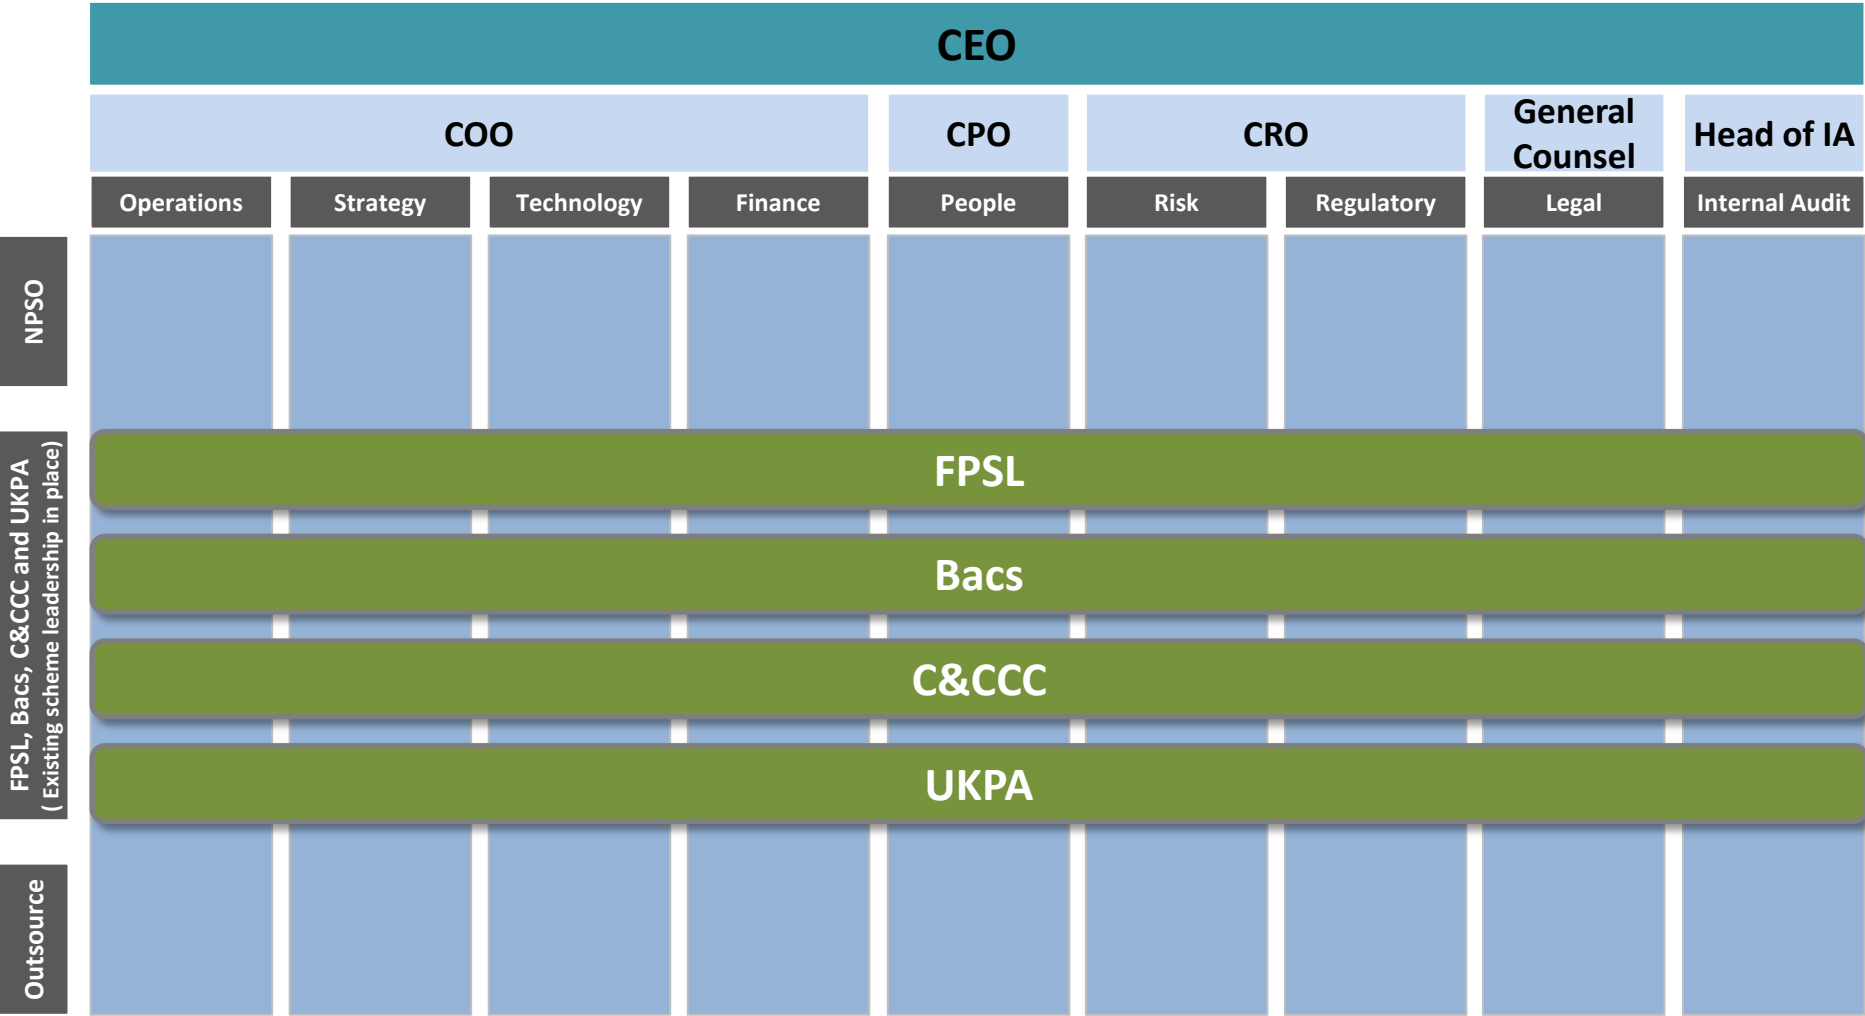 CEO
COO
CPO
CRO
General
Counsel
Head of IA
Operations
Strategy
Technology
Finance
People
Risk
Regulatory
Legal
Internal Audit
NPSO
FPSL, Bacs, C&CCC and UKPA
( Existing scheme leadership in place)
FPSL
Bacs
C&CCC
UKPA
Outsource